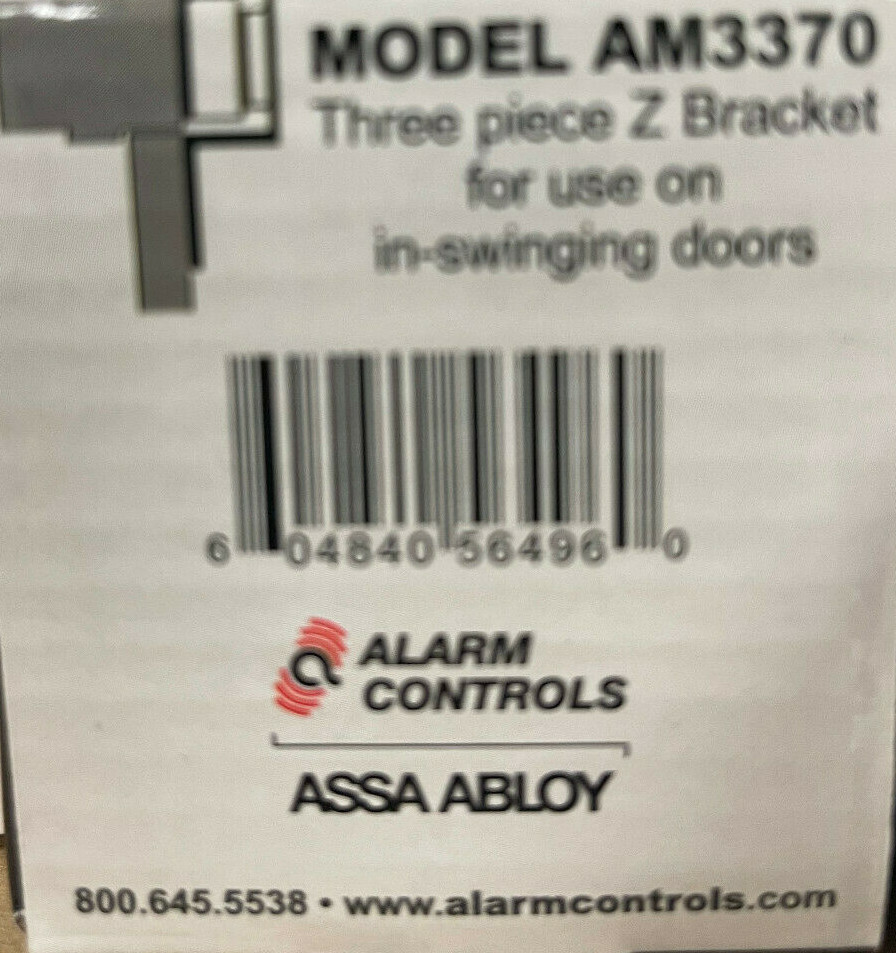 MODEL AM3370
Three piece Z Bracket
for use on
in-swinging doors
6 04840 56496 0
ALARM
CONTROLS
ASSA ABLOY
800.645.5538 • www.alarmcontrols.com